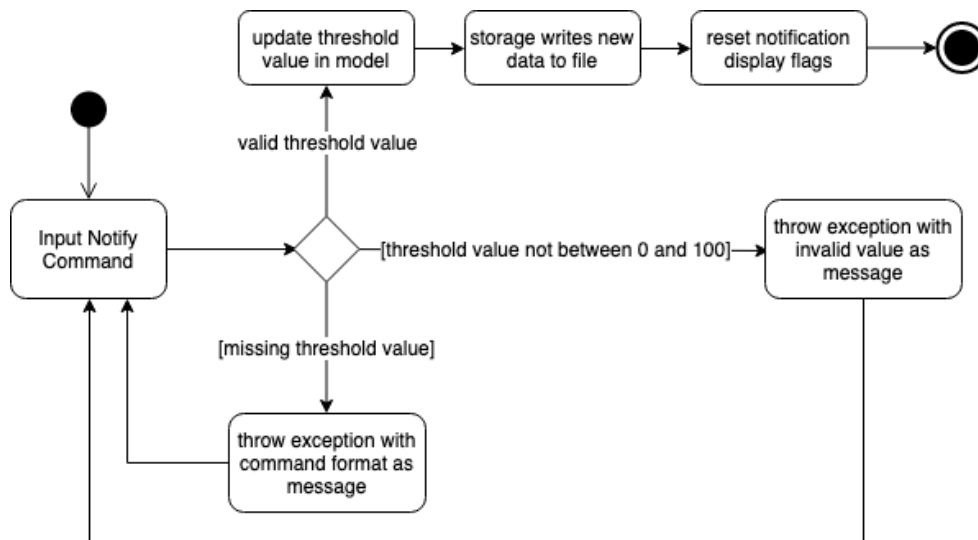 update threshold
value in model
storage writes new
data to file
reset notification
display flags
valid threshold value
Input Notify
Command
[threshold value not between 0 and 100]
throw exception with
invalid value as
message
[missing threshold value]
throw exception with
command format as
message